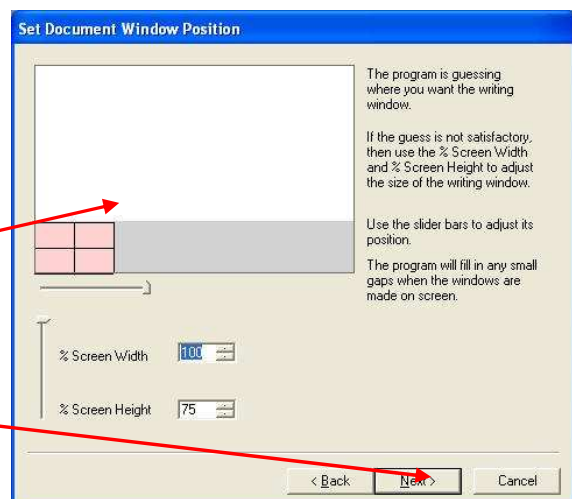 Set Document Window Position
The program is guessing
where you want the writing
window.
If the guess is not satisfactory,
then use the % Screen Width
and % Screen Height to adjust
the size of the writing window.
Use the slider bars to adjust its
position.
The program will fill in any small
gaps when the windows are
made on screen.
% Screen Width 100
% Screen Height 75
< Back Next > Cancel